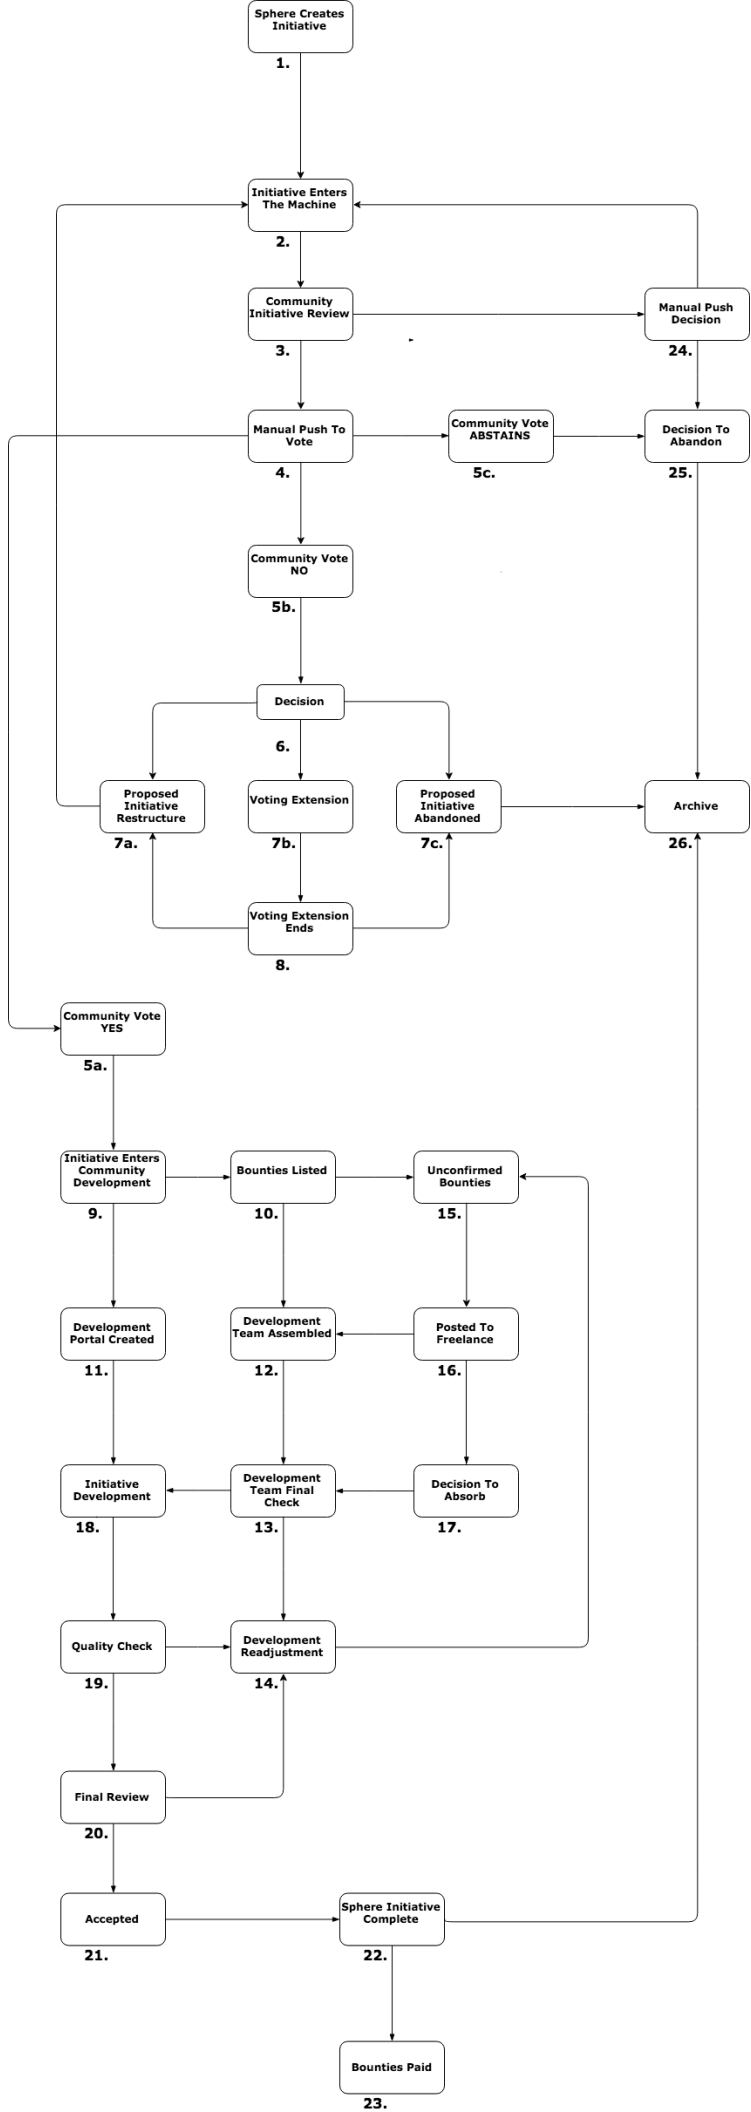 Sphere Creates
Initiative
1.
Initiative Enters
The Machine
2.
Community
Initiative Review
3.
Manual Push
Decision
24.
Manual Push To
Vote
4.
Community Vote
ABSTAINS
5c.
Decision To
Abandon
25.
Community Vote
NO
5b.
Decision
6.
Proposed
Initiative
Restructure
7a.
Voting Extension
7b.
Proposed
Initiative
Abandoned
7c.
Archive
26.
Voting Extension
Ends
8.
Community Vote
YES
5a.
Initiative Enters
Community
Development
9.
Bounties Listed
10.
Unconfirmed
Bounties
15.
Development
Portal Created
11.
Development
Team Assembled
12.
Posted To
Freelance
16.
Initiative
Development
18.
Development
Team Final
Check
13.
Decision To
Absorb
17.
Quality Check
19.
Development
Readjustment
14.
Final Review
20.
Accepted
21.
Sphere Initiative
Complete
22.
Bounties Paid
23.